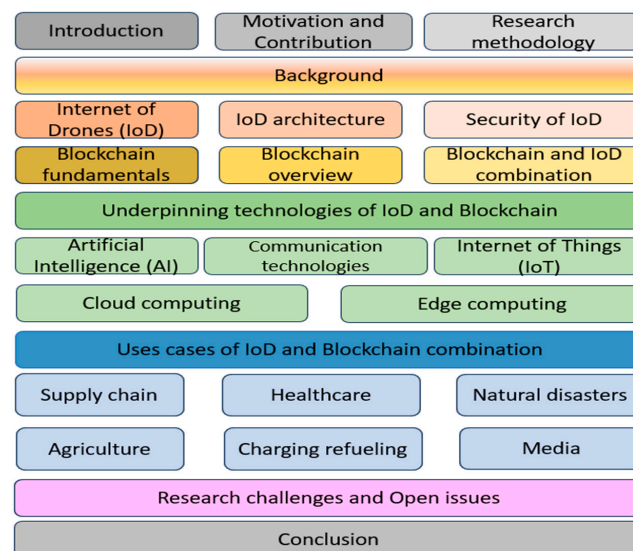 Introduction
Motivation and
Contribution
Research
methodology
Background
Internet of
Drones (IoD)
IoD architecture
Security of IoD
Blockchain
fundamentals
Blockchain
overview
Blockchain and IoD
combination
Underpinning technologies of IoD and Blockchain
Artificial
Intelligence (AI)
Communication
technologies
Internet of Things
(IoT)
Cloud computing
Edge computing
Uses cases of IoD and Blockchain combination
Supply chain
Healthcare
Natural disasters
Agriculture
Charging refueling
Media
Research challenges and Open issues
Conclusion